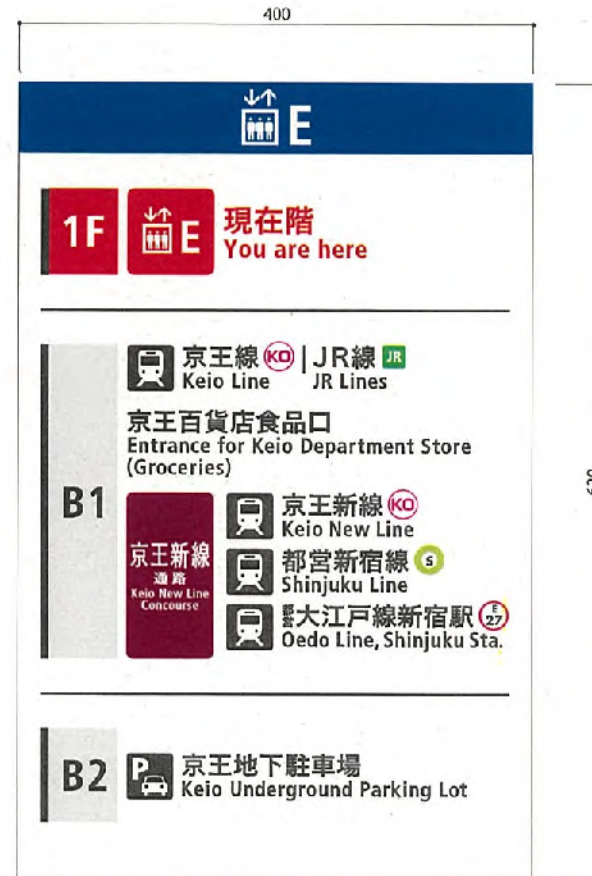 400
E
1F
E
現在階
You are here
B1
京王線 KO | JR線 JR
Keio Line JR Lines
京王百貨店食品口
Entrance for Keio Department Store
(Groceries)
京王新線
通路
Keio New Line
Concourse
京王新線 KO
Keio New Line
都営新宿線 S
Shinjuku Line
都営大江戸線新宿駅 E 27
Oedo Line, Shinjuku Sta.
B2
P 京王地下駐車場
Keio Underground Parking Lot